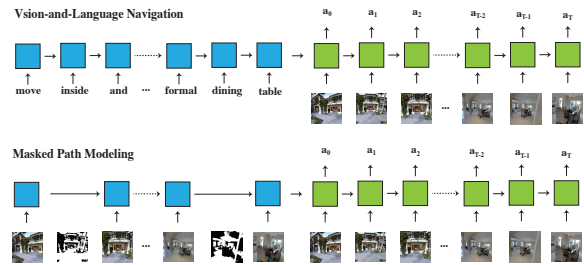 Vsion-and-Language Navigation
a0 a1 a2 aT-2 aT-1 aT
move inside and ... formal dining table
...
Masked Path Modeling
a0 a1 a2 aT-2 aT-1 aT
... ...